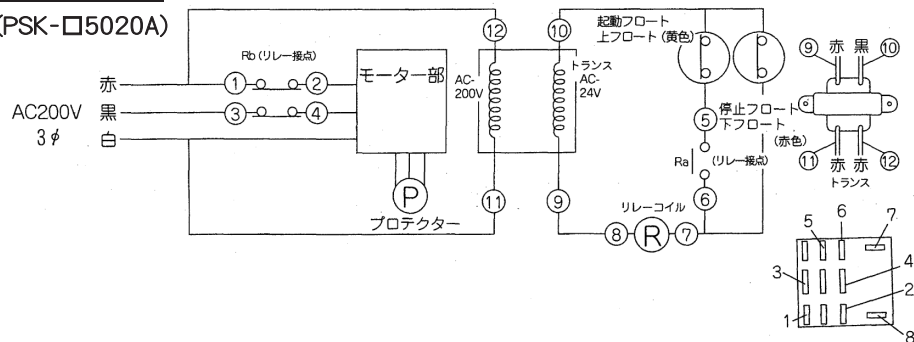 (PSK-□5020A)
Rb (リレー接点)
赤 ① ②
AC200V 黒 ③ ④
3φ 白
モーター部
P
プロテクター
⑫ ⑩
AC-200V
トランス
AC-24V
⑪ ⑨
起動フロート
上フロート (黄色)
⑤
停止フロート
下フロート
(赤色)
Ra (リレー接点)
⑥
リレーコイル
⑧ R ⑦
⑨ 赤 黒 ⑩
⑪ 赤 赤 ⑫
トランス
5 6 7
3 4
1 2
8